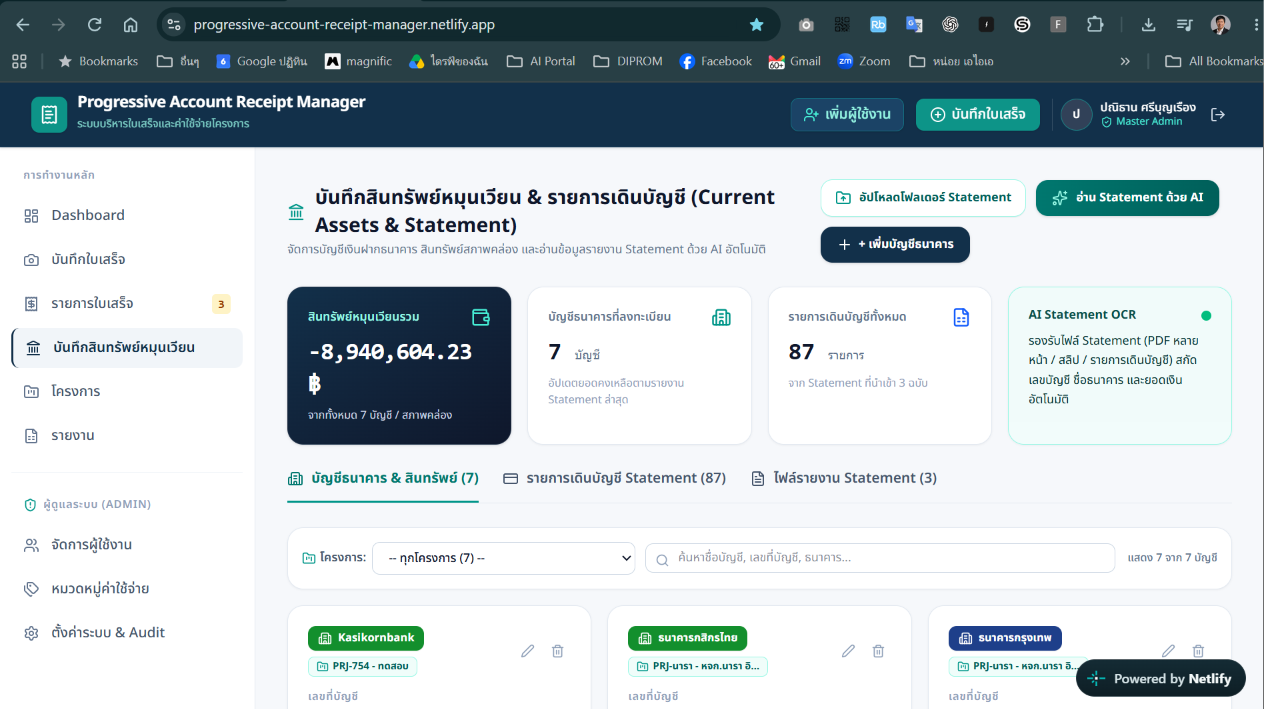 progressive-account-receipt-manager.netlify.app
Bookmarks
อื่นๆ
Google ปฏิทิน
magnific
ไดรฟ์ของฉัน
AI Portal
DIPROM
Facebook
Gmail
Zoom
หน่อย เอไอเอ
»
All Bookmarks
Progressive Account Receipt Manager
ระบบบริหารใบเสร็จและค่าใช้จ่ายโครงการ
เพิ่มผู้ใช้งาน
บันทึกใบเสร็จ
ป
ปณิธาน ศรีบุญเรือง
Master Admin
การทำงานหลัก
Dashboard
บันทึกใบเสร็จ
รายการใบเสร็จ
3
บันทึกสินทรัพย์หมุนเวียน
โครงการ
รายงาน
ผู้ดูแลระบบ (ADMIN)
จัดการผู้ใช้งาน
หมวดหมู่ค่าใช้จ่าย
ตั้งค่าระบบ & Audit
บันทึกสินทรัพย์หมุนเวียน & รายการเดินบัญชี (Current
Assets & Statement)
จัดการบัญชีเงินฝากธนาคาร สินทรัพย์สภาพคล่อง และอ่านข้อมูลรายงาน Statement ด้วย AI อัตโนมัติ
อัปโหลดโฟลเดอร์ Statement
อ่าน Statement ด้วย AI
+ เพิ่มบัญชีธนาคาร
สินทรัพย์หมุนเวียนรวม
-8,940,604.23
฿
จากทั้งหมด 7 บัญชี / สภาพคล่อง
บัญชีธนาคารที่ลงทะเบียน
7 บัญชี
อัปเดตยอดคงเหลือตามรายงาน
Statement ล่าสุด
รายการเดินบัญชีทั้งหมด
87 รายการ
จาก Statement ที่นำเข้า 3 ฉบับ
AI Statement OCR
รองรับไฟล์ Statement (PDF หลาย
หน้า / สลิป / รายการเดินบัญชี) สกัด
เลขบัญชี ชื่อธนาคาร และยอดเงิน
อัตโนมัติ
บัญชีธนาคาร & สินทรัพย์ (7)
รายการเดินบัญชี Statement (87)
ไฟล์รายงาน Statement (3)
โครงการ:
-- ทุกโครงการ (7) --
ค้นหาชื่อบัญชี, เลขที่บัญชี, ธนาคาร...
แสดง 7 จาก 7 บัญชี
Kasikornbank
PRJ-754 - ทดสอบ
เลขที่บัญชี
ธนาคารกสิกรไทย
PRJ-นารา - หจก.นารา อิ...
เลขที่บัญชี
ธนาคารกรุงเทพ
PRJ-นารา - หจก.นารา อิ...
เลขที่บัญชี
Powered by Netlify